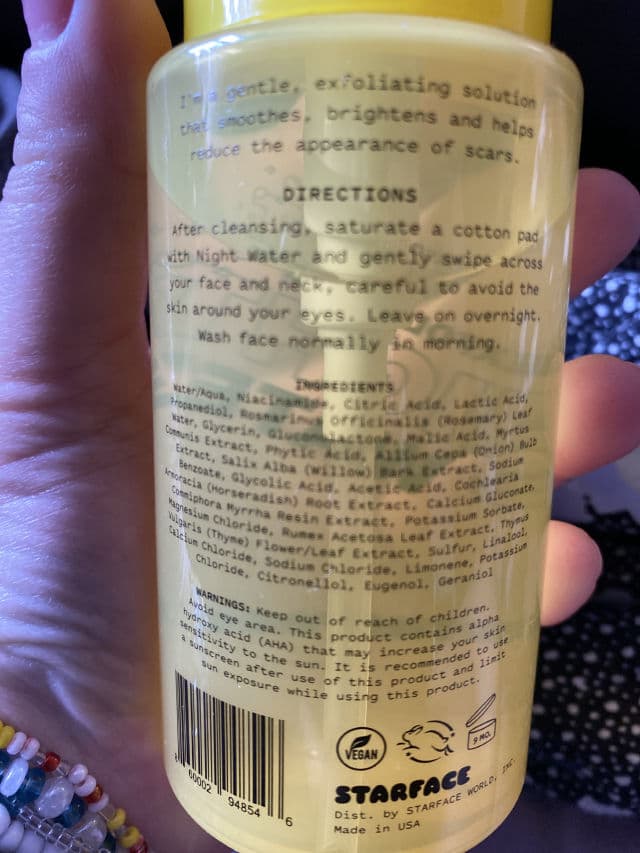 I'm a gentle, exfoliating solution
that smoothes, brightens and helps
reduce the appearance of scars.
DIRECTIONS
After cleansing, saturate a cotton pad
with Night Water and gently swipe across
your face and neck, careful to avoid the
skin around your eyes. Leave on overnight.
Wash face normally in morning.
INGREDIENTS
Water/Aqua, Niacinamide, Citric Acid, Lactic Acid,
Propanediol, Rosmarinus Officinalis (Rosemary) Leaf
Water, Glycerin, Gluconolactone, Malic Acid, Myrtus
Communis Extract, Phytic Acid, Allium Cepa (Onion) Bulb
Extract, Salix Alba (Willow) Bark Extract, Sodium
Benzoate, Glycolic Acid, Acetic Acid, Cochlearia
Armoracia (Horseradish) Root Extract, Calcium Gluconate,
Commiphora Myrrha Resin Extract, Potassium Sorbate,
Magnesium Chloride, Rumex Acetosa Leaf Extract, Thymus
Vulgaris (Thyme) Flower/Leaf Extract, Sulfur, Linalool,
Calcium Chloride, Sodium Chloride, Limonene, Potassium
Chloride, Citronellol, Eugenol, Geraniol
WARNINGS: Keep out of reach of children.
Avoid eye area. This product contains alpha
hydroxy acid (AHA) that may increase your skin
sensitivity to the sun. It is recommended to use
a sunscreen after use of this product and limit
sun exposure while using this product.
VEGAN
9 MO.
8 60002 94854 6
STARFACE
Dist. by STARFACE WORLD, INC.
Made in USA